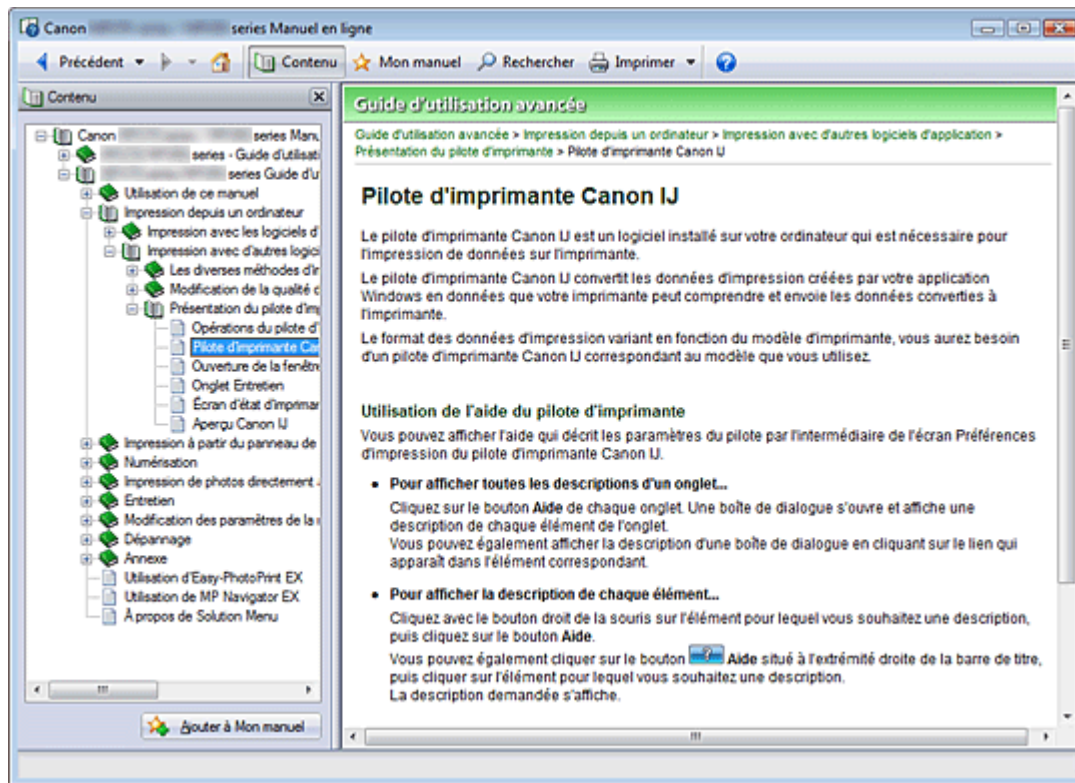 Canon series Manuel en ligne
Précédent Contenu Mon manuel Rechercher Imprimer
Contenu
Canon series Manu
series - Guide d'utilisati
series Guide d'u
Utilisation de ce manuel
Impression depuis un ordinateur
Impression avec les logiciels d'
Impression avec d'autres logici
Les diverses méthodes d'ir
Modification de la qualité c
Présentation du pilote d'imp
Opérations du pilote d'
Pilote d'imprimante Ca
Ouverture de la fenêtre
Onglet Entretien
Écran d'état d'imprimar
Aperçu Canon IJ
Impression à partir du panneau de
Numérisation
Impression de photos directement
Entretien
Modification des paramètres de la
Dépannage
Annexe
Utilisation d'Easy-PhotoPrint EX
Utilisation de MP Navigator EX
À propos de Solution Menu
Ajouter à Mon manuel
Guide d'utilisation avancée
Guide d'utilisation avancée > Impression depuis un ordinateur > Impression avec d'autres logiciels d'application >
Présentation du pilote d'imprimante > Pilote d'imprimante Canon IJ
Pilote d'imprimante Canon IJ
Le pilote d'imprimante Canon IJ est un logiciel installé sur votre ordinateur qui est nécessaire pour
l'impression de données sur l'imprimante.
Le pilote d'imprimante Canon IJ convertit les données d'impression créées par votre application
Windows en données que votre imprimante peut comprendre et envoie les données converties à
l'imprimante.
Le format des données d'impression variant en fonction du modèle d'imprimante, vous aurez besoin
d'un pilote d'imprimante Canon IJ correspondant au modèle que vous utilisez.
Utilisation de l'aide du pilote d'imprimante
Vous pouvez afficher l'aide qui décrit les paramètres du pilote par l'intermédiaire de l'écran Préférences
d'impression du pilote d'imprimante Canon IJ.
• Pour afficher toutes les descriptions d'un onglet...
Cliquez sur le bouton Aide de chaque onglet. Une boîte de dialogue s'ouvre et affiche une
description de chaque élément de l'onglet.
Vous pouvez également afficher la description d'une boîte de dialogue en cliquant sur le lien qui
apparaît dans l'élément correspondant.
• Pour afficher la description de chaque élément...
Cliquez avec le bouton droit de la souris sur l'élément pour lequel vous souhaitez une description,
puis cliquez sur le bouton Aide.
Vous pouvez également cliquer sur le bouton ? Aide situé à l'extrémité droite de la barre de titre,
puis cliquer sur l'élément pour lequel vous souhaitez une description.
La description demandée s'affiche.